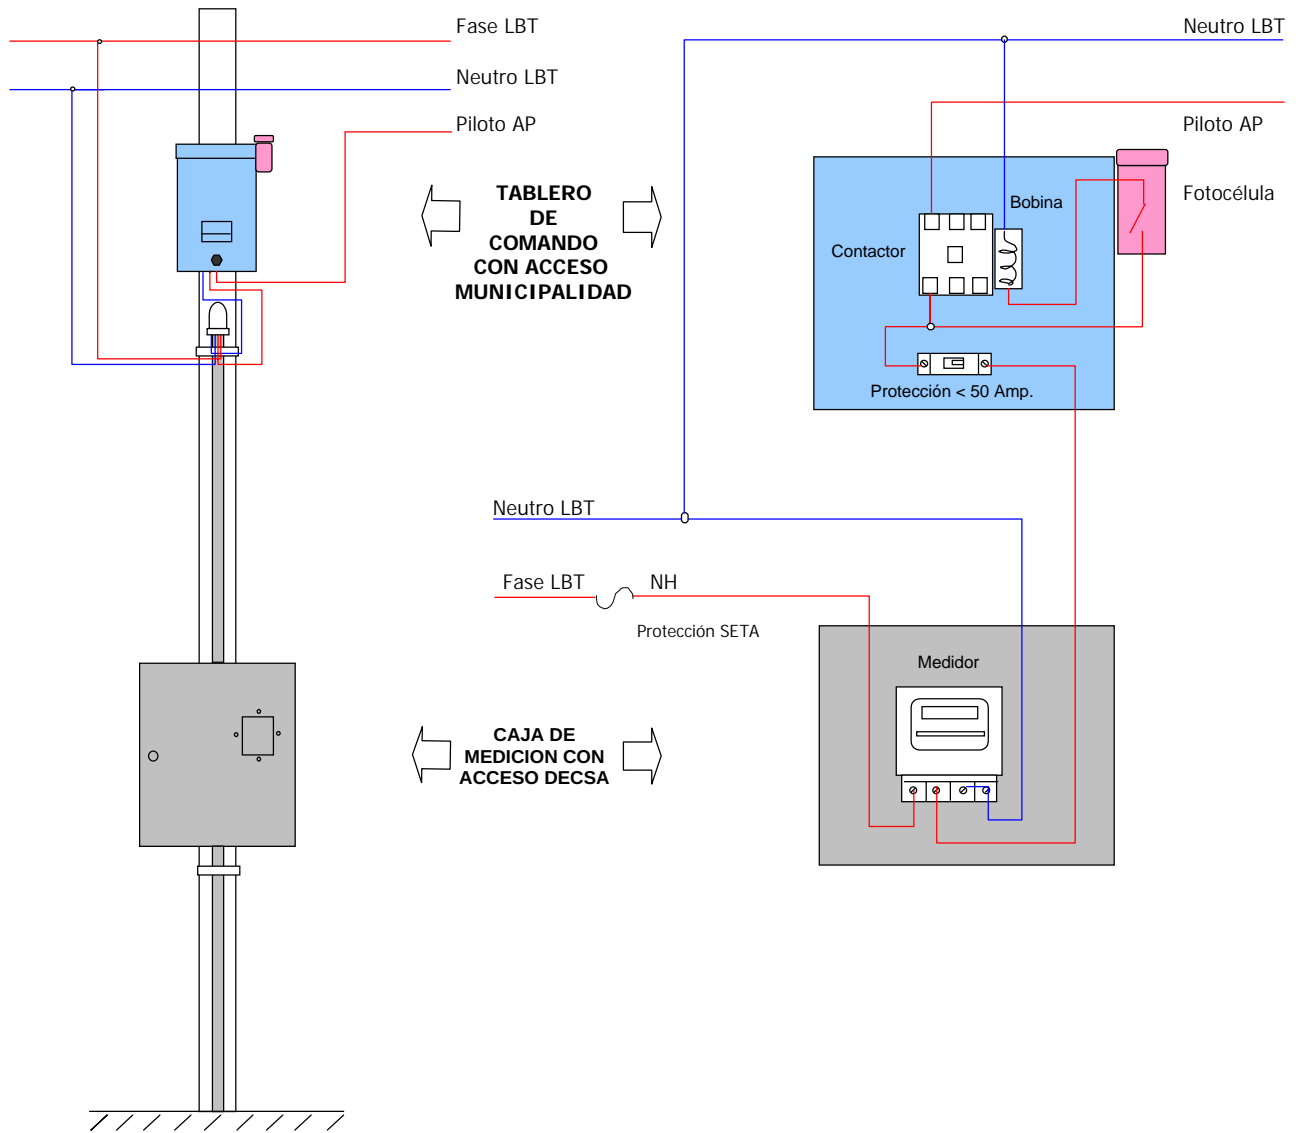 Fase LBT
Neutro LBT
Piloto AP
TABLERO
DE
COMANDO
CON ACCESO
MUNICIPALIDAD
Neutro LBT
Piloto AP
Fotocélula
Bobina
Contactor
Protección < 50 Amp.
Neutro LBT
Fase LBT
NH
Protección SETA
Medidor
CAJA DE
MEDICION CON
ACCESO DECSA